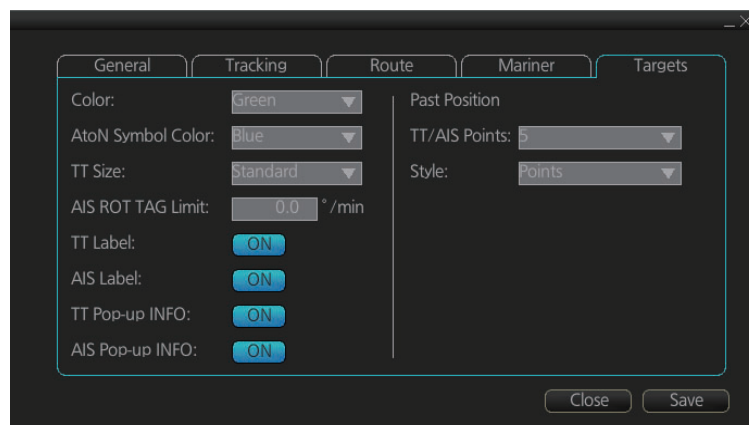 General Tracking Route Mariner Targets
Color: Green
AtoN Symbol Color: Blue
TT Size: Standard
AIS ROT TAG Limit: 0.0 °/min
TT Label: ON
AIS Label: ON
TT Pop-up INFO: ON
AIS Pop-up INFO: ON
Past Position
TT/AIS Points: 5
Style: Points
Close Save